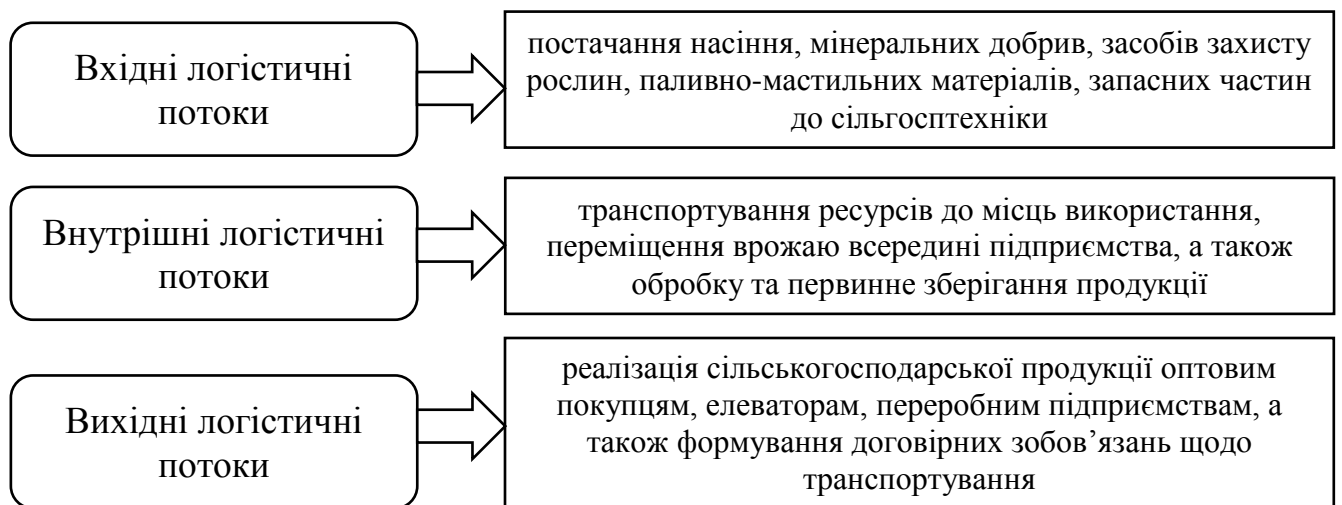 Вхідні логістичні
потоки
постачання насіння, мінеральних добрив, засобів захисту
рослин, паливно-мастильних матеріалів, запасних частин
до сільгосптехніки
Внутрішні логістичні
потоки
транспортування ресурсів до місць використання,
переміщення врожаю всередині підприємства, а також
обробку та первинне зберігання продукції
Вихідні логістичні
потоки
реалізація сільськогосподарської продукції оптовим
покупцям, елеваторам, переробним підприємствам, а
також формування договірних зобов’язань щодо
транспортування